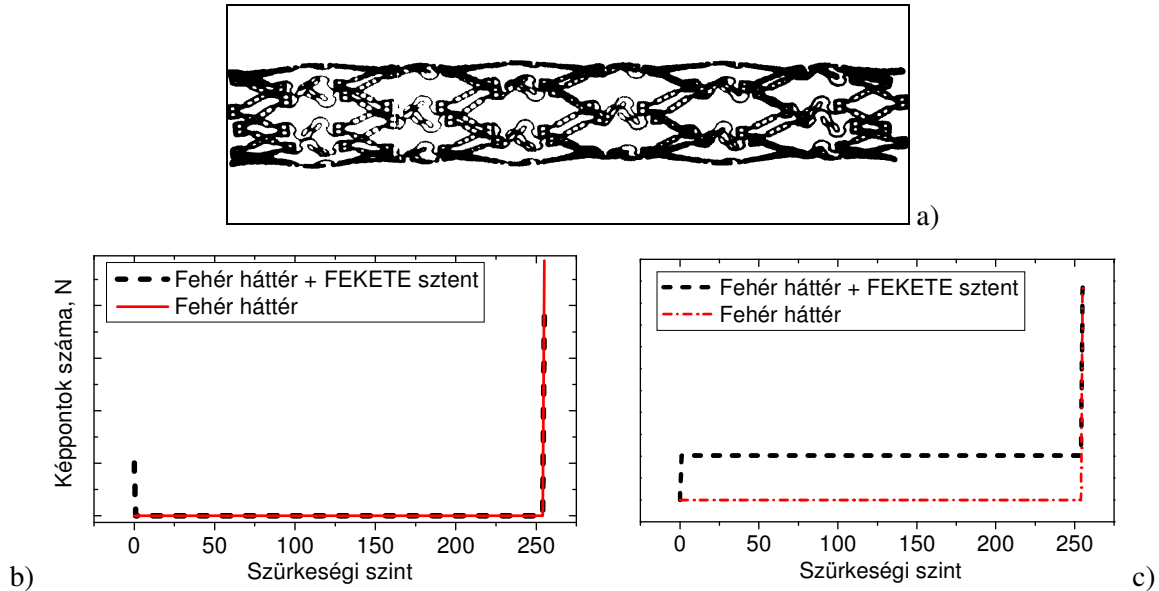 a)
Fehér háttér + FEKETE sztent
Fehér háttér
Képpontok száma, N
0 50 100 150 200 250
Szürkeségi szint
b)
Fehér háttér + FEKETE sztent
Fehér háttér
0 50 100 150 200 250
Szürkeségi szint
c)